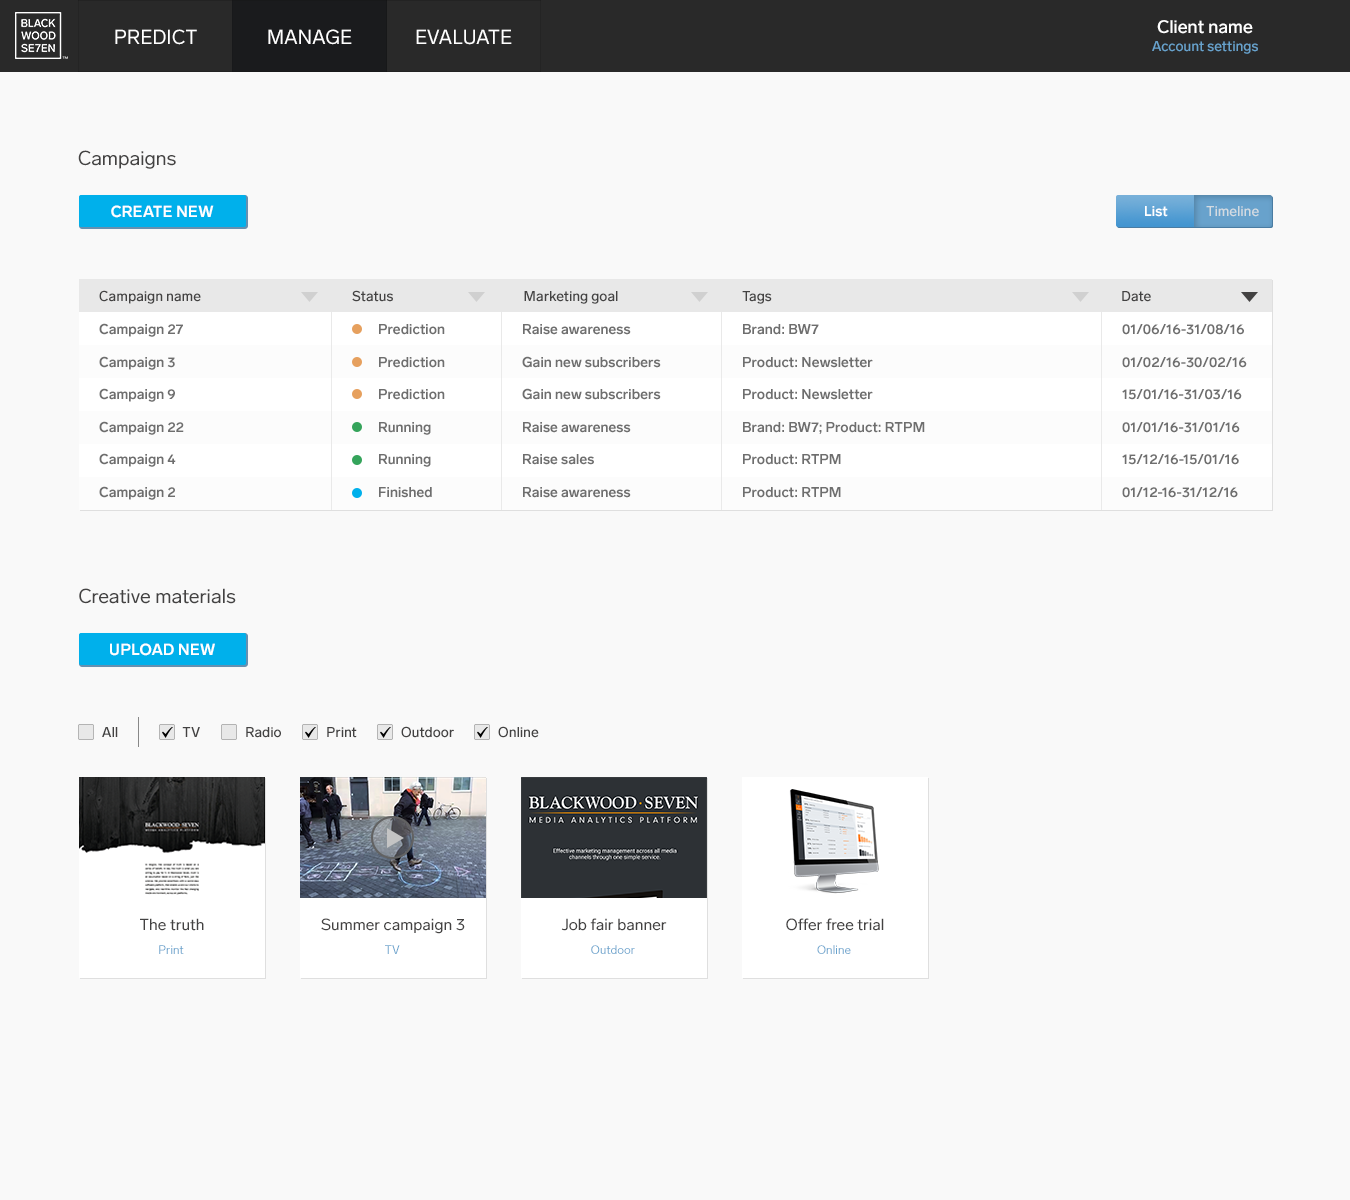 BLACK
WOOD
SE7EN
TM
PREDICT
MANAGE
EVALUATE
Client name
Account settings
Campaigns
CREATE NEW
List
Timeline
Campaign name Status Marketing goal Tags Date
Campaign 27 Prediction Raise awareness Brand: BW7 01/06/16-31/08/16
Campaign 3 Prediction Gain new subscribers Product: Newsletter 01/02/16-30/02/16
Campaign 9 Prediction Gain new subscribers Product: Newsletter 15/01/16-31/03/16
Campaign 22 Running Raise awareness Brand: BW7; Product: RTPM 01/01/16-31/01/16
Campaign 4 Running Raise sales Product: RTPM 15/12/16-15/01/16
Campaign 2 Finished Raise awareness Product: RTPM 01/12-16-31/12/16
Creative materials
UPLOAD NEW
All TV Radio Print Outdoor Online
BLACKWOOD SEVEN
MEDIA ANALYTICS PLATFORM
The truth
Print
Summer campaign 3
TV
BLACKWOOD·SEVEN
MEDIA ANALYTICS PLATFORM
Effective marketing management across all media
channels through one simple service.
Job fair banner
Outdoor
Offer free trial
Online